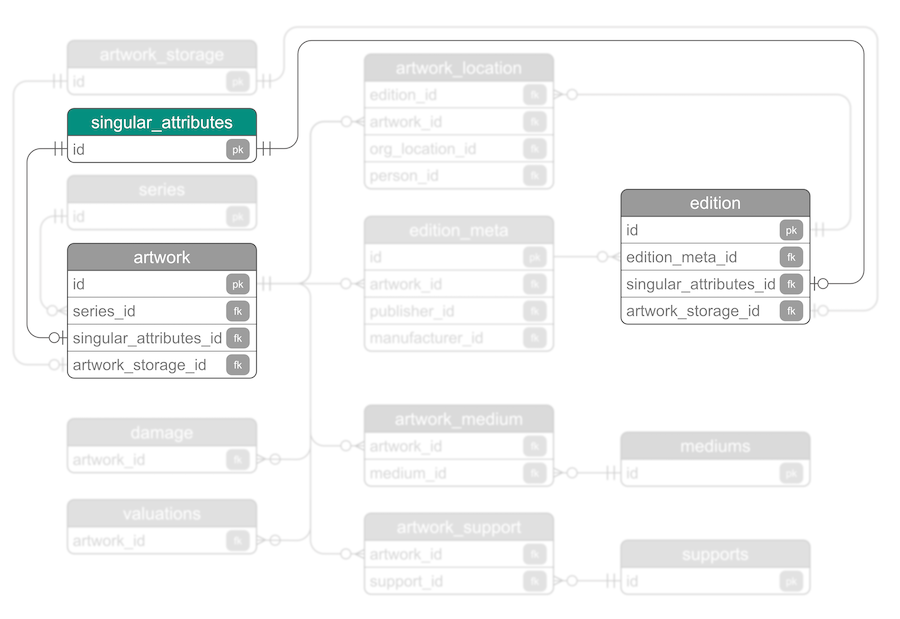 artwork_storage
id pk
singular_attributes
id pk
series
id pk
artwork
id pk
series_id fk
singular_attributes_id fk
artwork_storage_id fk
damage
artwork_id fk
valuations
artwork_id fk
artwork_location
edition_id fk
artwork_id fk
org_location_id fk
person_id fk
edition_meta
id pk
artwork_id fk
publisher_id fk
manufacturer_id fk
artwork_medium
artwork_id fk
medium_id fk
artwork_support
artwork_id fk
support_id fk
edition
id pk
edition_meta_id fk
singular_attributes_id fk
artwork_storage_id fk
mediums
id pk
supports
id pk